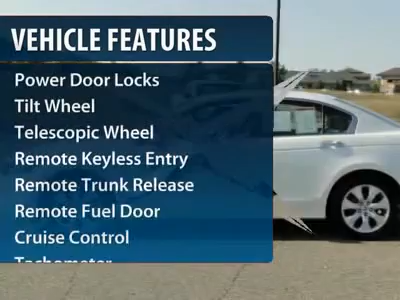 VEHICLE FEATURES
Power Door Locks
Tilt Wheel
Telescopic Wheel
Remote Keyless Entry
Remote Trunk Release
Remote Fuel Door
Cruise Control
Tachometer